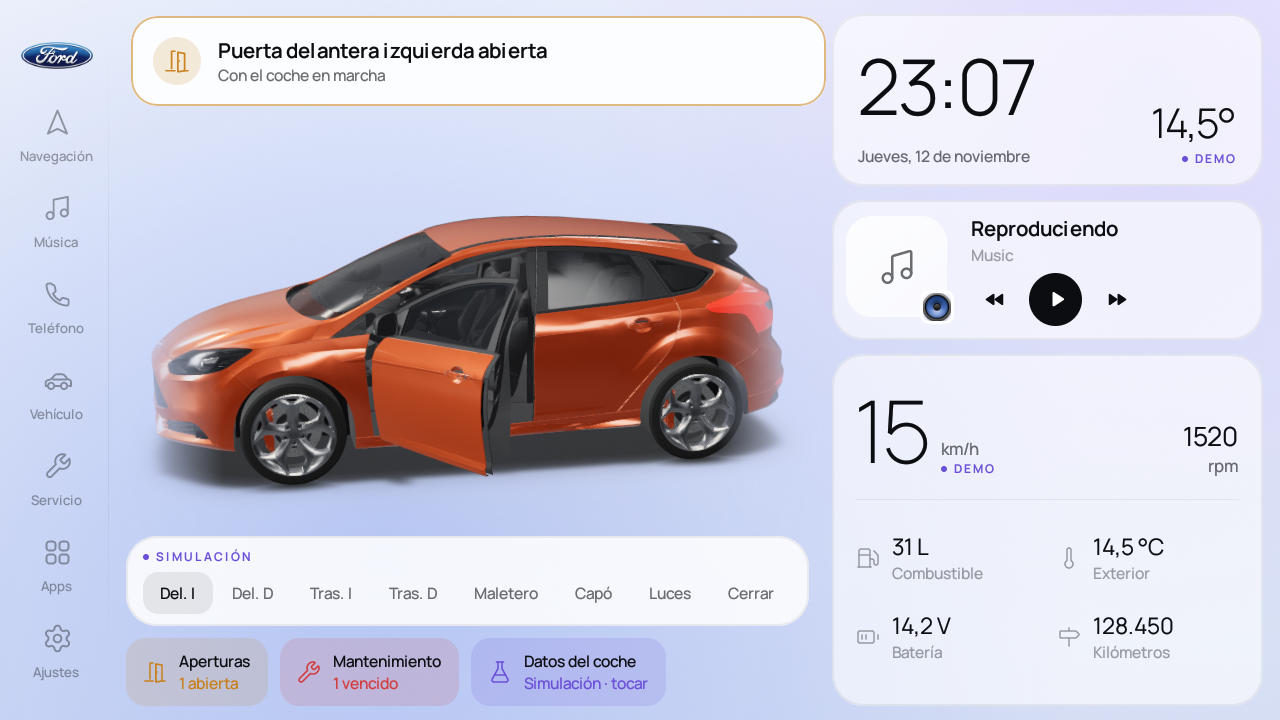 Ford
Navegación
Música
Teléfono
Vehículo
Servicio
Apps
Ajustes
Puerta delantera izquierda abierta
Con el coche en marcha
SIMULACIÓN
Del. I
Del. D
Tras. I
Tras. D
Maletero
Capó
Luces
Cerrar
Aperturas
1 abierta
Mantenimiento
1 vencido
Datos del coche
Simulación · tocar
23:07
Jueves, 12 de noviembre
14,5°
DEMO
Reproduciendo
Music
15 km/h
DEMO
1520
rpm
31 L
Combustible
14,5 °C
Exterior
14,2 V
Batería
128.450
Kilómetros